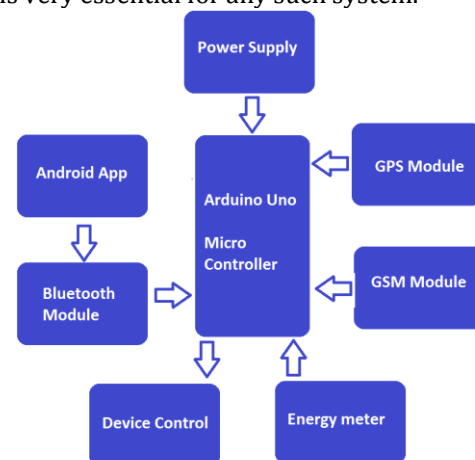 is very essential for any such system.
Power Supply
Android App
Arduino Uno
Micro
Controller
GPS Module
Bluetooth
Module
GSM Module
Device Control
Energy meter